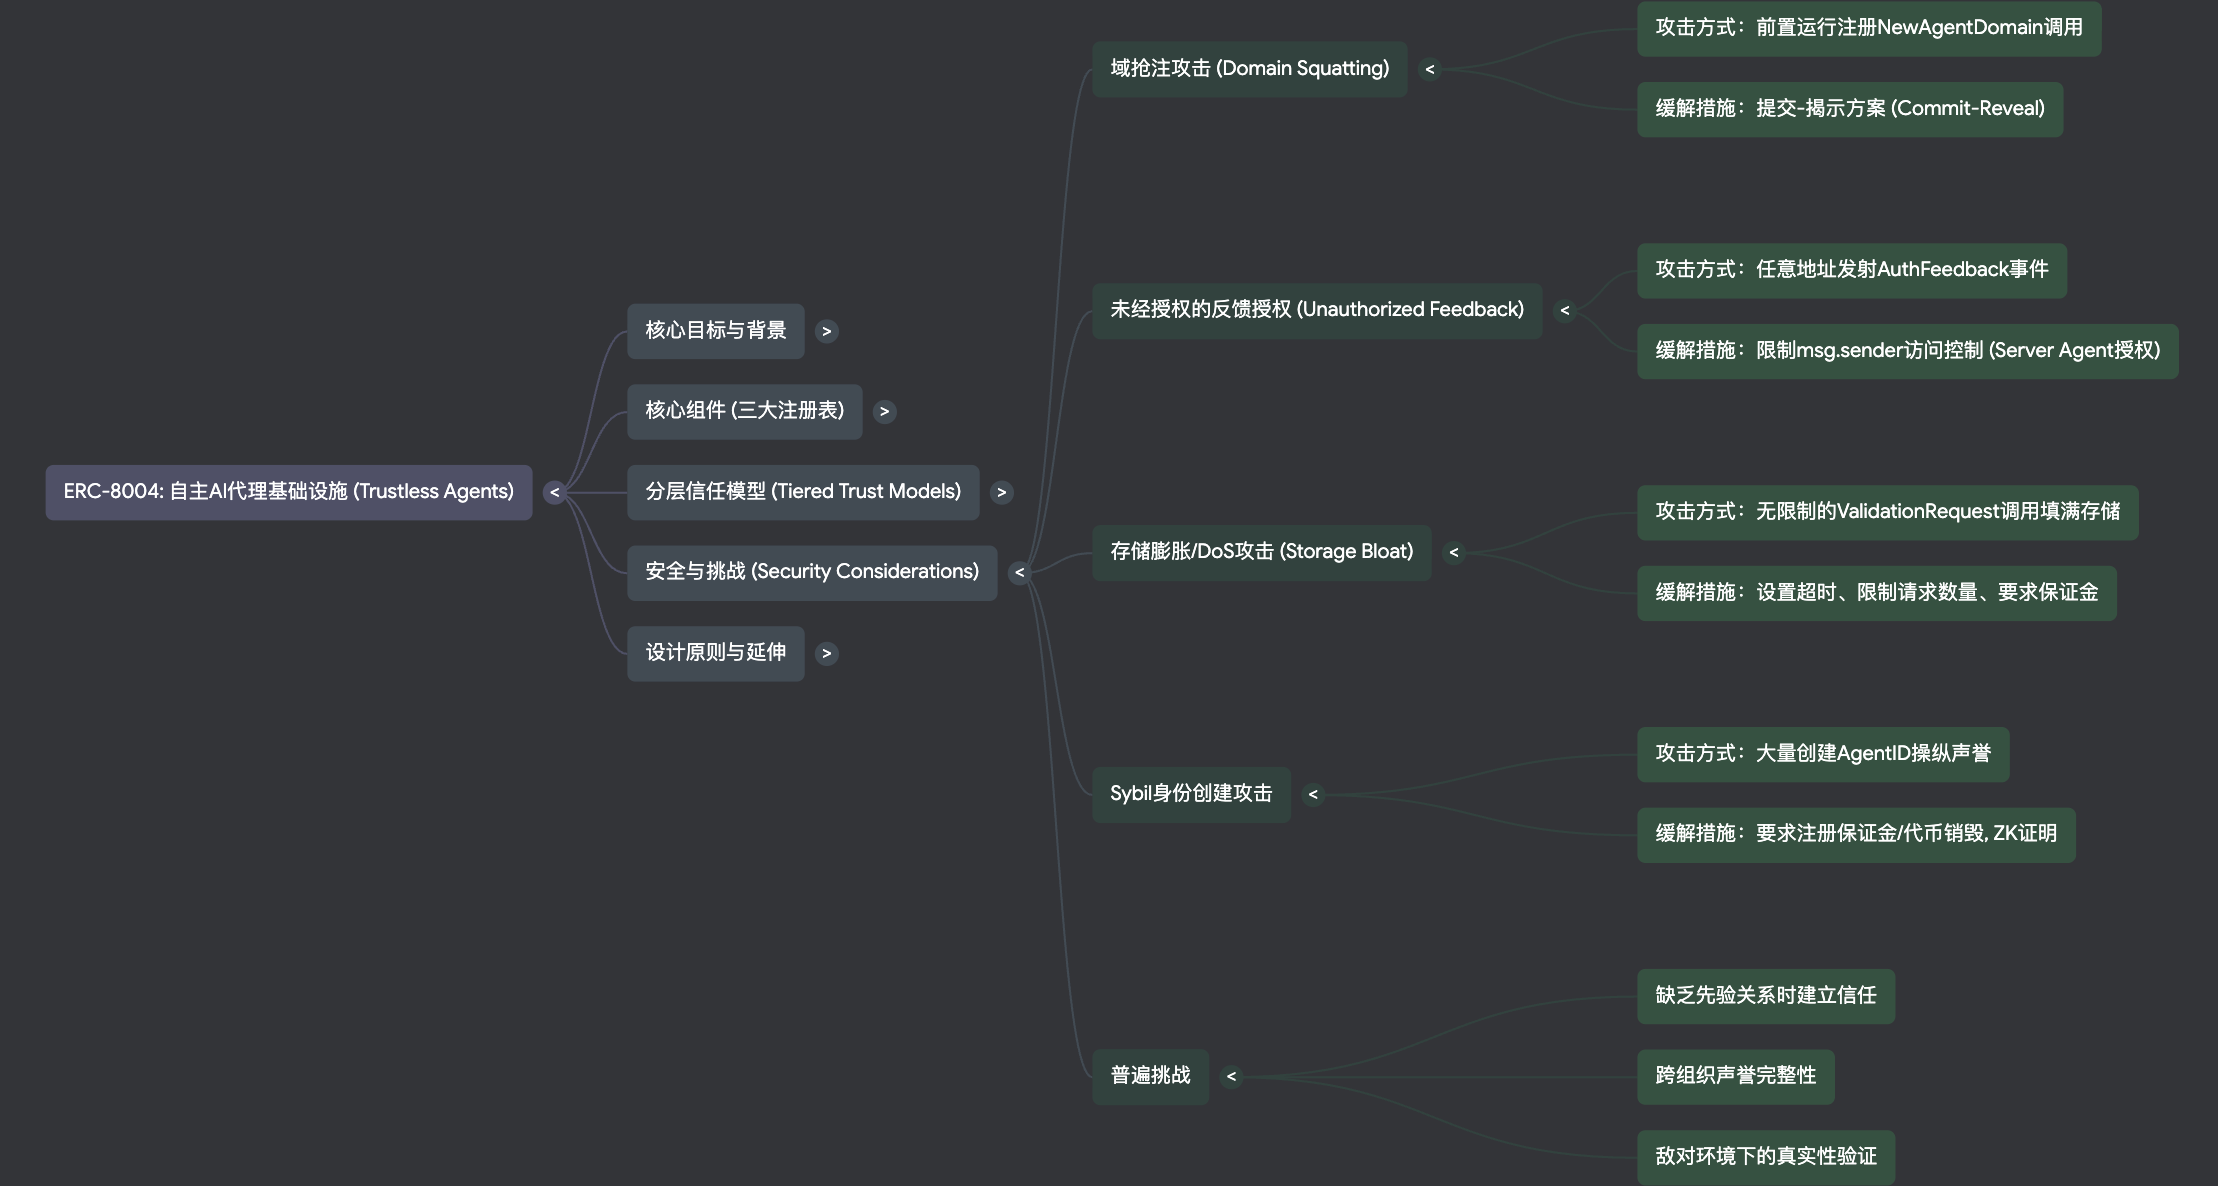 ERC-8004: 自主AI代理基础设施 (Trustless Agents)
<
核心目标与背景
>
核心组件 (三大注册表)
>
分层信任模型 (Tiered Trust Models)
>
安全与挑战 (Security Considerations)
<
设计原则与延伸
>
域抢注攻击 (Domain Squatting)
<
攻击方式：前置运行注册NewAgentDomain调用
缓解措施：提交-揭示方案 (Commit-Reveal)
未经授权的反馈授权 (Unauthorized Feedback)
<
攻击方式：任意地址发射AuthFeedback事件
缓解措施：限制msg.sender访问控制 (Server Agent授权)
存储膨胀/DoS攻击 (Storage Bloat)
<
攻击方式：无限制的ValidationRequest调用填满存储
缓解措施：设置超时、限制请求数量、要求保证金
Sybil身份创建攻击
<
攻击方式：大量创建AgentID操纵声誉
缓解措施：要求注册保证金/代币销毁, ZK证明
普遍挑战
<
缺乏先验关系时建立信任
跨组织声誉完整性
敌对环境下的真实性验证